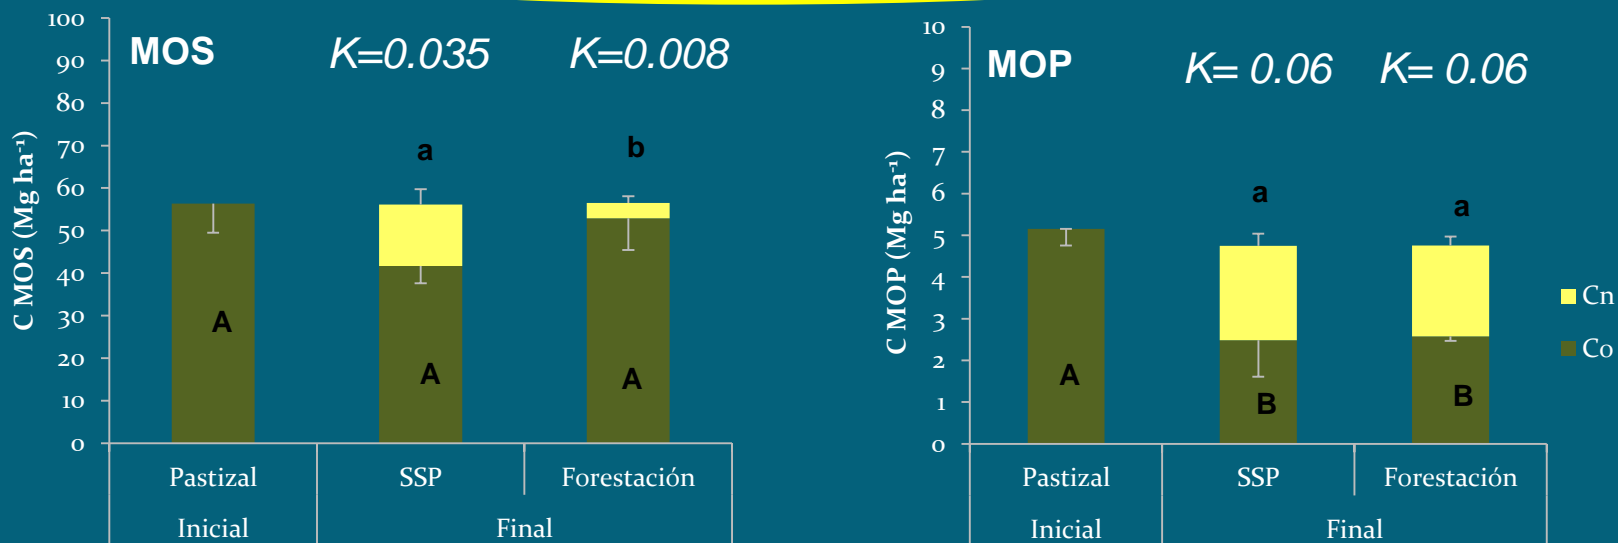 MOS K=0.035 K=0.008
C MOS (Mg ha⁻¹)
100
90
80
70
60
50
40
30
20
10
0
a b
A A A
Pastizal SSP Forestación
Inicial Final
MOP K= 0.06 K= 0.06
C MOP (Mg ha⁻¹)
10
9
8
7
6
5
4
3
2
1
0
a a
A B B
Pastizal SSP Forestación
Inicial Final
Cn
Co